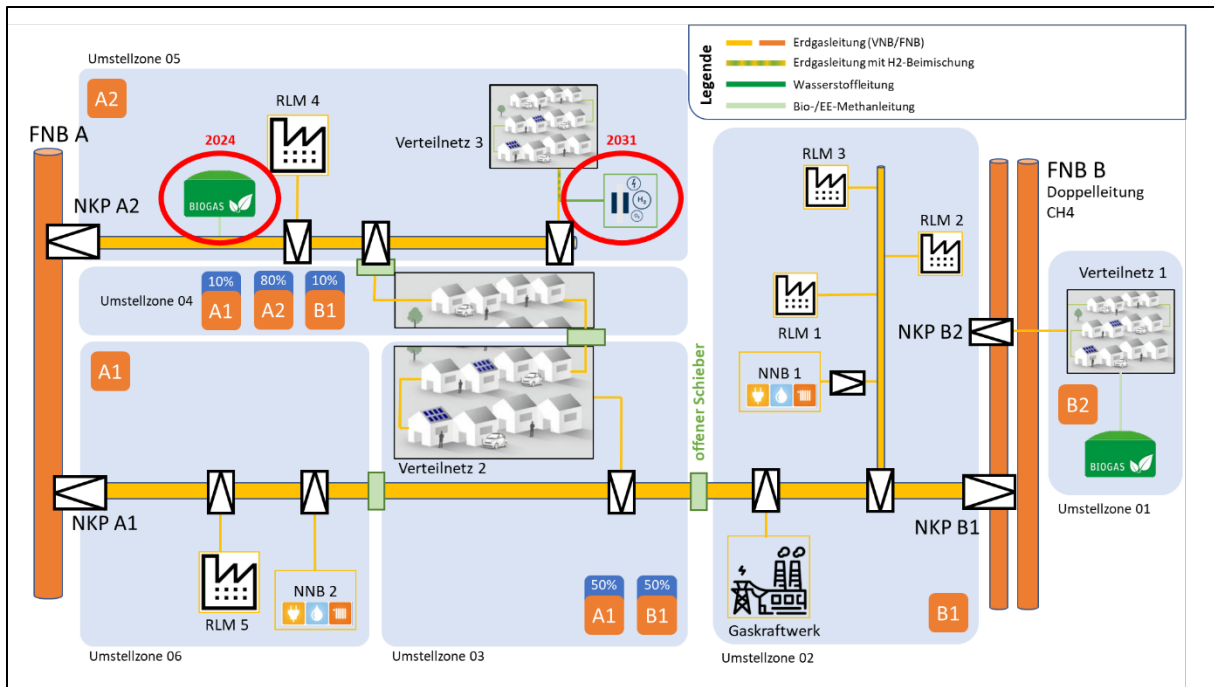 Legende
Erdgasleitung (VNB/FNB)
Erdgasleitung mit H2-Beimischung
Wasserstoffleitung
Bio-/EE-Methanleitung
Umstellzone 05
A2
RLM 4
2024
BIOGAS
Verteilnetz 3
2031
H₂
O₂
FNB A
NKP A2
Umstellzone 04
10%
80%
10%
A1
A2
B1
A1
Verteilnetz 2
offener Schieber
NKP A1
RLM 5
NNB 2
Umstellzone 06
50%
50%
A1
B1
Umstellzone 03
RLM 3
RLM 2
RLM 1
NNB 1
Gaskraftwerk
B1
Umstellzone 02
FNB B
Doppelleitung
CH4
NKP B2
NKP B1
Verteilnetz 1
B2
BIOGAS
Umstellzone 01